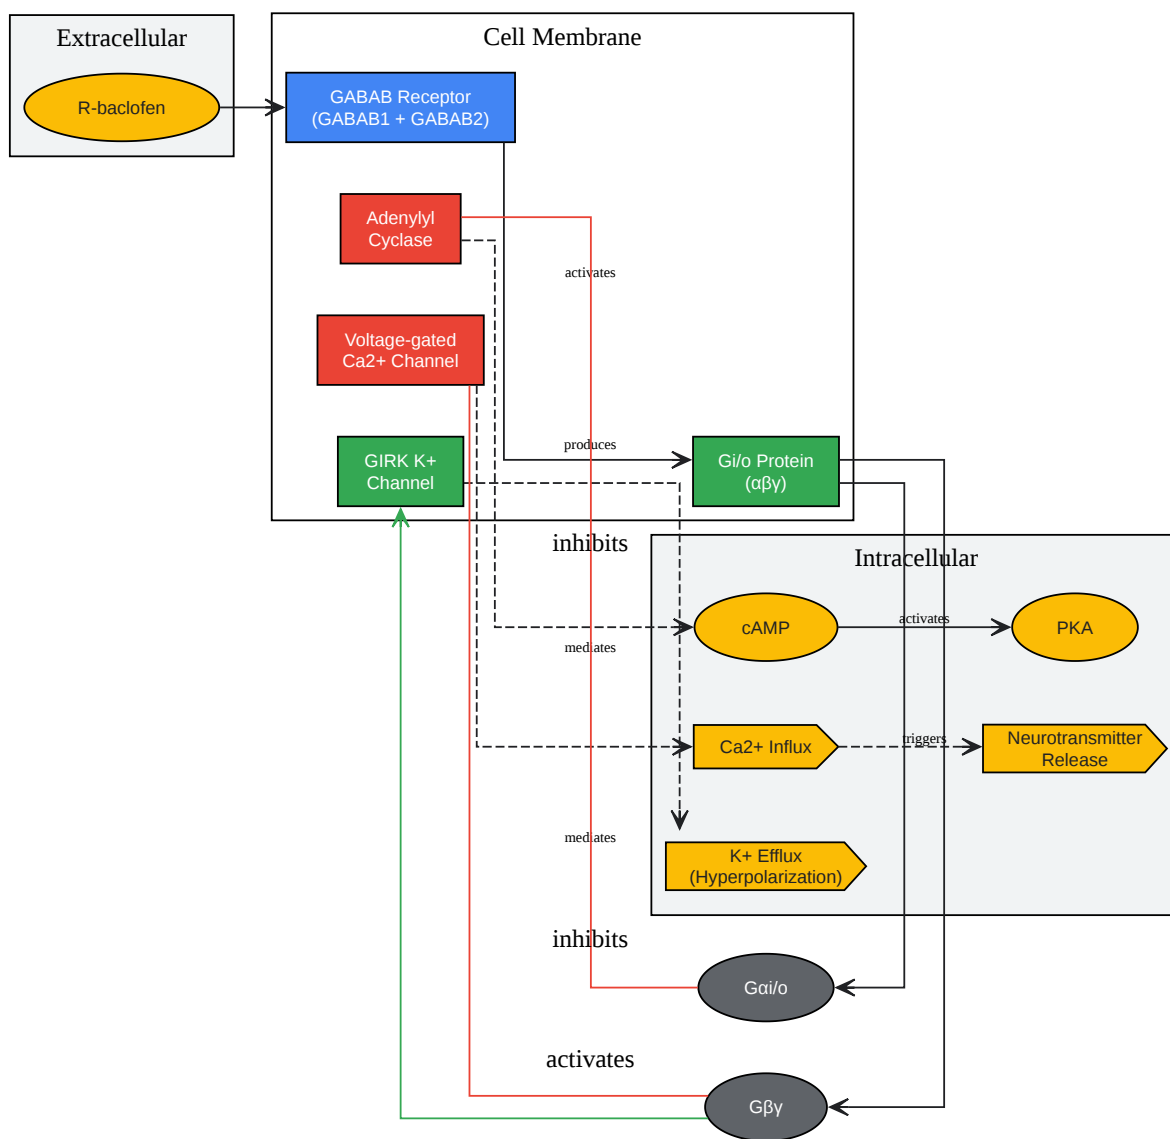 Extracellular
Cell Membrane
R-baclofen
GABAB Receptor
(GABAB1 + GABAB2)
Adenylyl
Cyclase
activates
Voltage-gated
Ca2+ Channel
produces
GIRK K+
Channel
Gi/o Protein
(αβγ)
inhibits
Intracellular
cAMP
activates
PKA
mediates
Ca2+ Influx
triggers
Neurotransmitter
Release
mediates
K+ Efflux
(Hyperpolarization)
inhibits
Gαi/o
activates
Gβγ